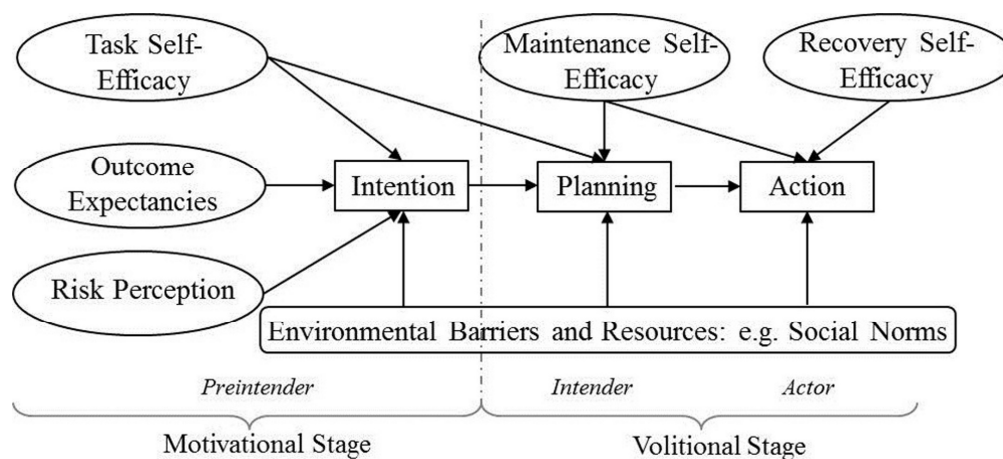 Task Self-
Efficacy
Maintenance Self-
Efficacy
Recovery Self-
Efficacy
Outcome
Expectancies
Intention
Planning
Action
Risk Perception
Environmental Barriers and Resources: e.g. Social Norms
Preintender
Intender
Actor
Motivational Stage
Volitional Stage